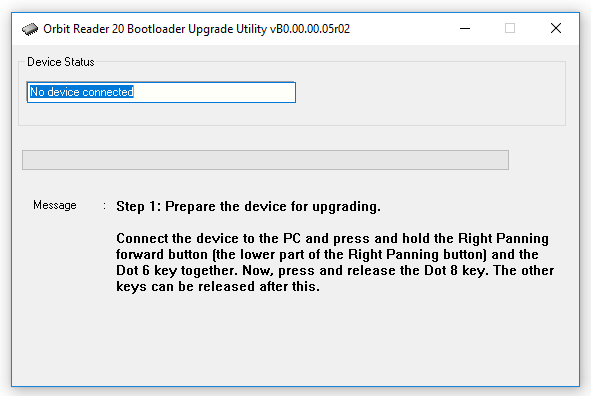 Orbit Reader 20 Bootloader Upgrade Utility vB0.00.00.05r02
Device Status
No device connected
Message : Step 1: Prepare the device for upgrading.
Connect the device to the PC and press and hold the Right Panning
forward button (the lower part of the Right Panning button) and the
Dot 6 key together. Now, press and release the Dot 8 key. The other
keys can be released after this.